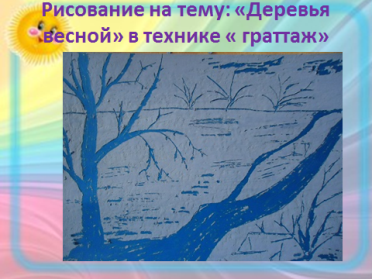 Рисование на тему: «Деревья
весной» в технике « граттаж»